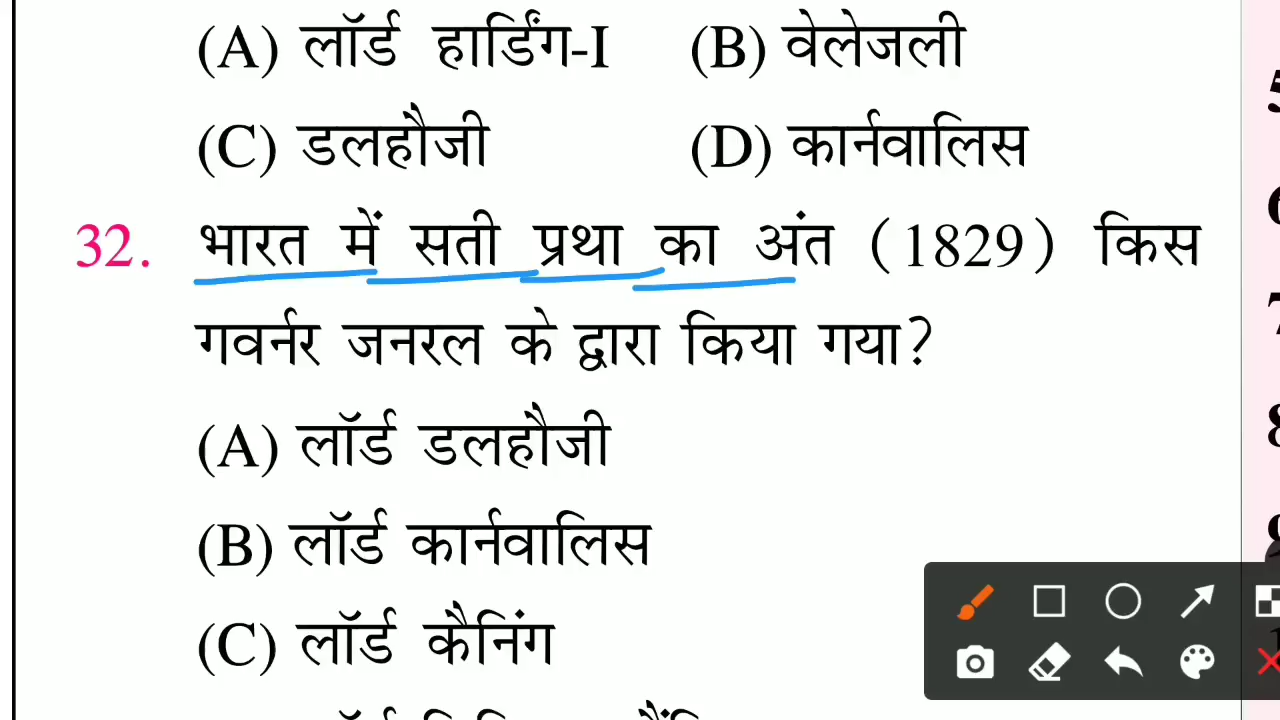 (A) लॉर्ड हार्डिंग-I (B) वेलेजली
(C) डलहौजी (D) कार्नवालिस
32. भारत में सती प्रथा का अंत (1829) किस
गवर्नर जनरल के द्वारा किया गया?
(A) लॉर्ड डलहौजी
(B) लॉर्ड कार्नवालिस
(C) लॉर्ड कैनिंग